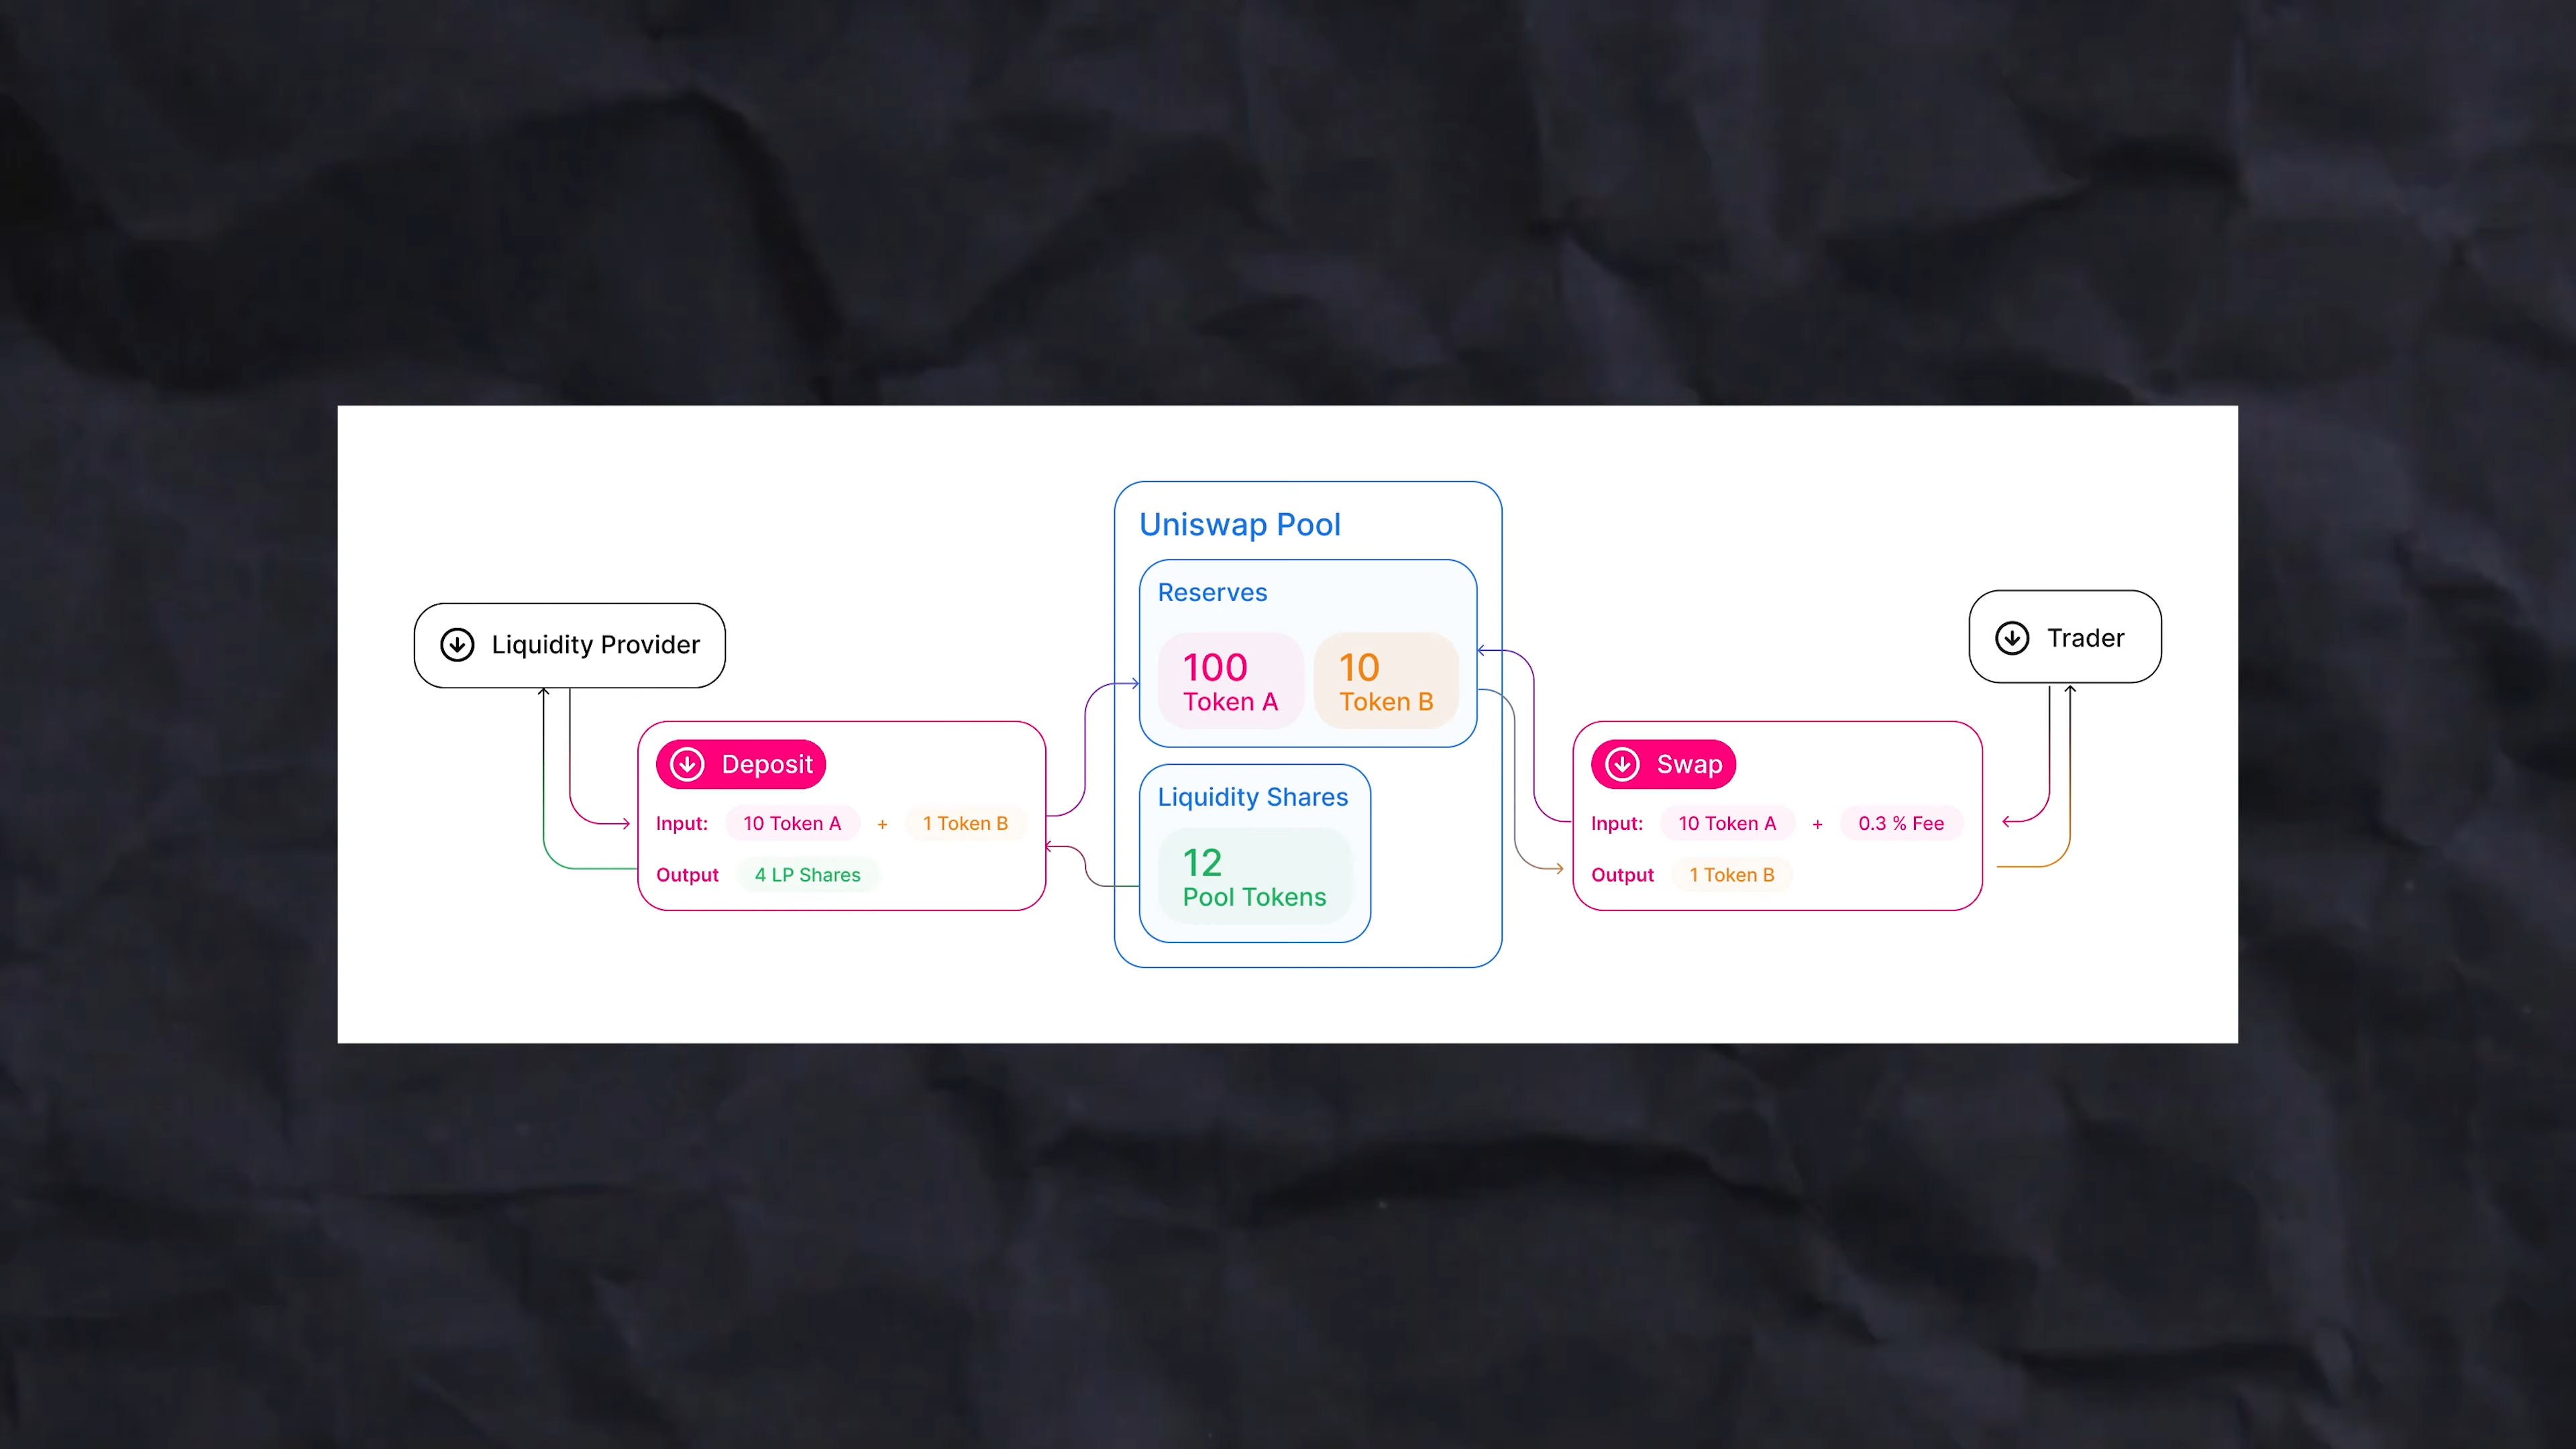 Uniswap Pool
Reserves
100
Token A
10
Token B
Liquidity Shares
12
Pool Tokens
Liquidity Provider
Deposit
Input: 10 Token A + 1 Token B
Output 4 LP Shares
Trader
Swap
Input: 10 Token A + 0.3 % Fee
Output 1 Token B